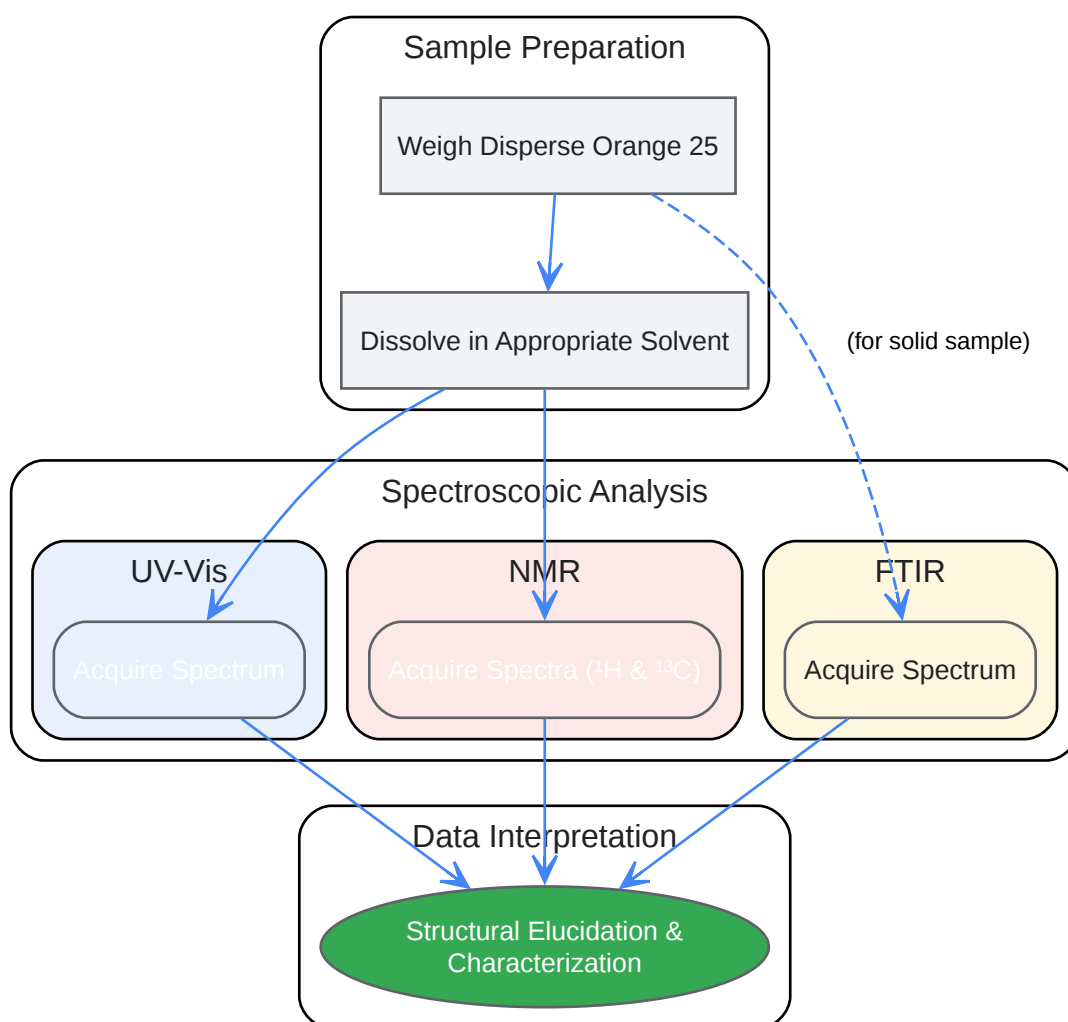 Sample Preparation
Weigh Disperse Orange 25
Dissolve in Appropriate Solvent
(for solid sample)
Spectroscopic Analysis
UV-Vis
NMR
FTIR
Acquire Spectrum
Acquire Spectra (¹H & ¹³C)
Acquire Spectrum
Data Interpretation
Structural Elucidation &
Characterization